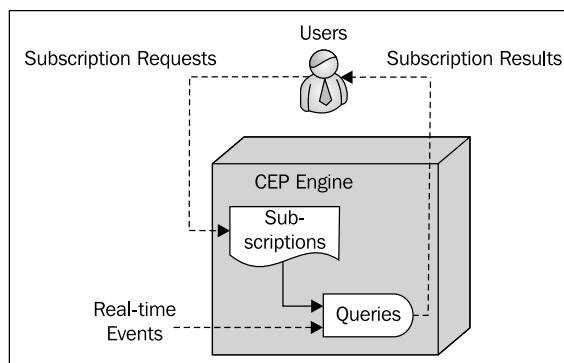 Users
Subscription Requests
Subscription Results
CEP Engine
Sub-
scriptions
Real-time
Events
Queries